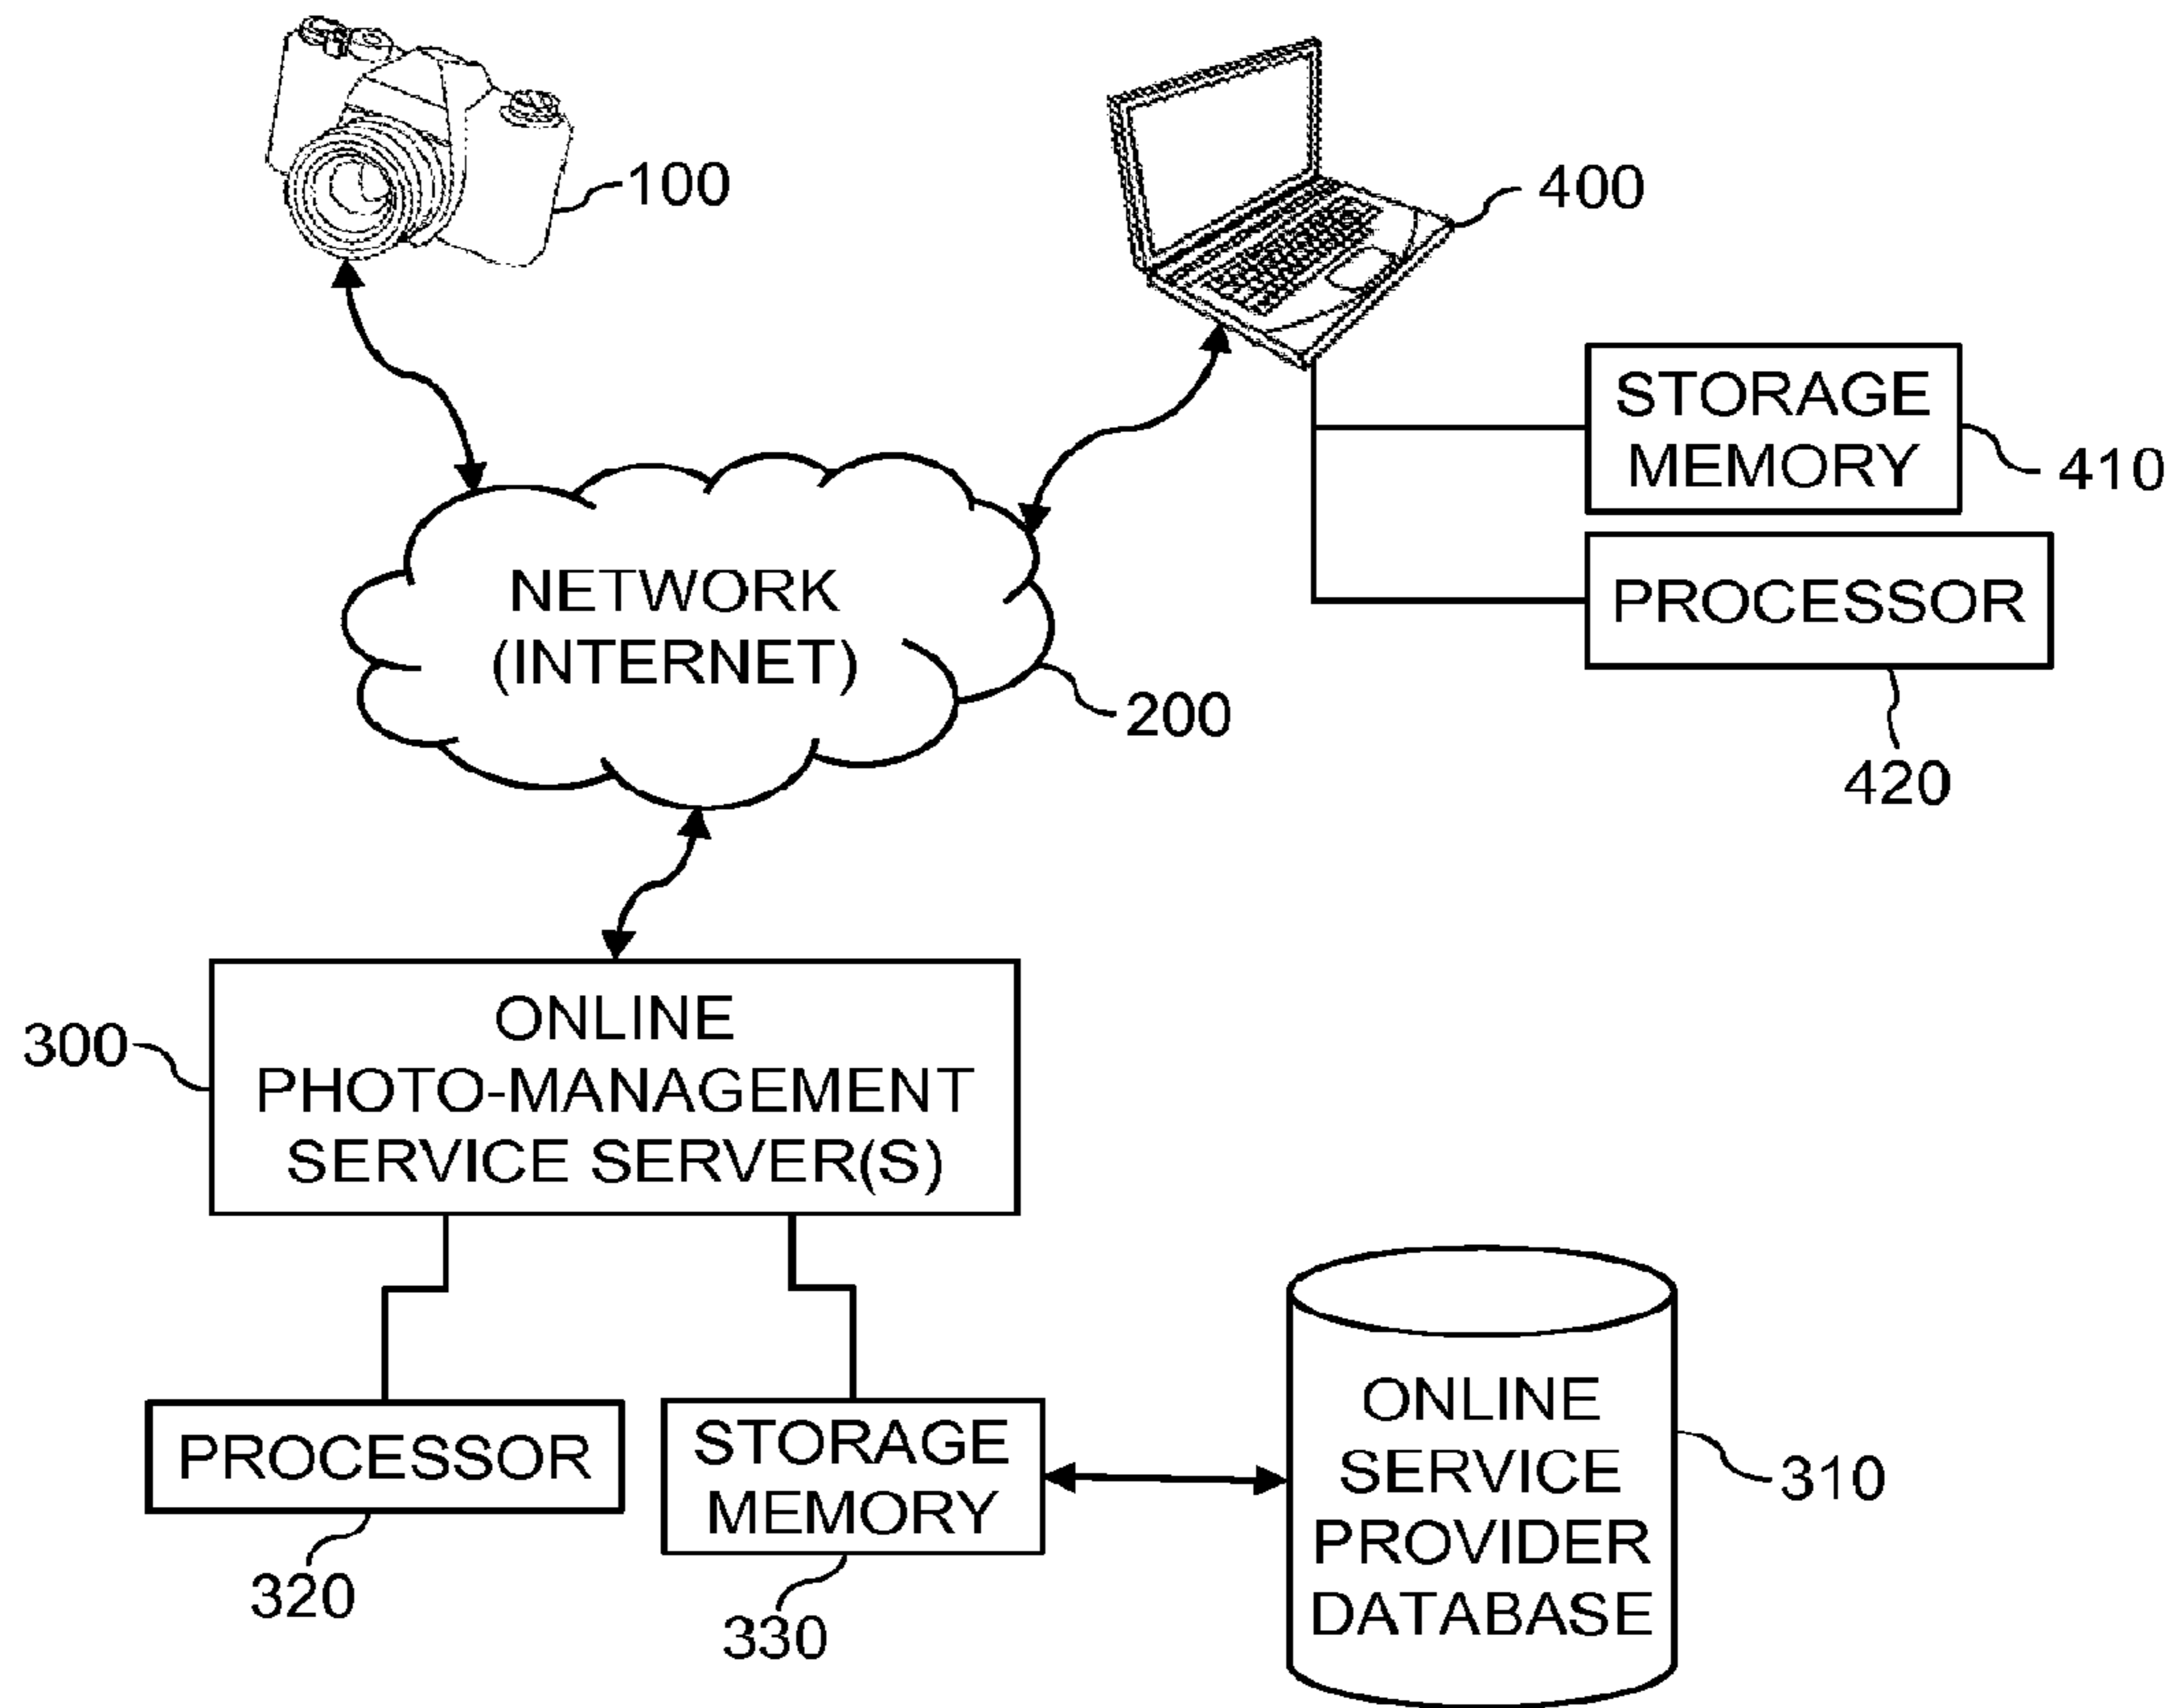 100
400
STORAGE
MEMORY
410
NETWORK
(INTERNET)
PROCESSOR
200
420
300
ONLINE
PHOTO-MANAGEMENT
SERVICE SERVER(S)
PROCESSOR
320
STORAGE
MEMORY
330
ONLINE
SERVICE
PROVIDER
DATABASE
310